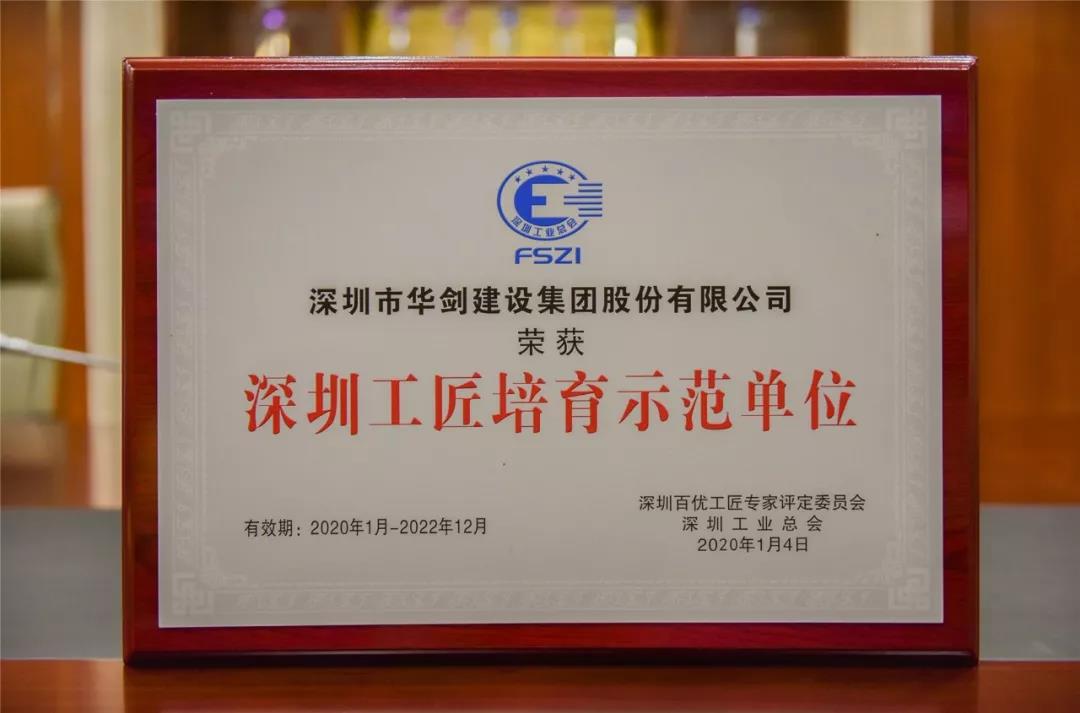 深圳工业总会
FSZI
深圳市华剑建设集团股份有限公司
荣获
深圳工匠培育示范单位
有效期：2020年1月-2022年12月
深圳百优工匠专家评定委员会
深圳工业总会
2020年1月4日